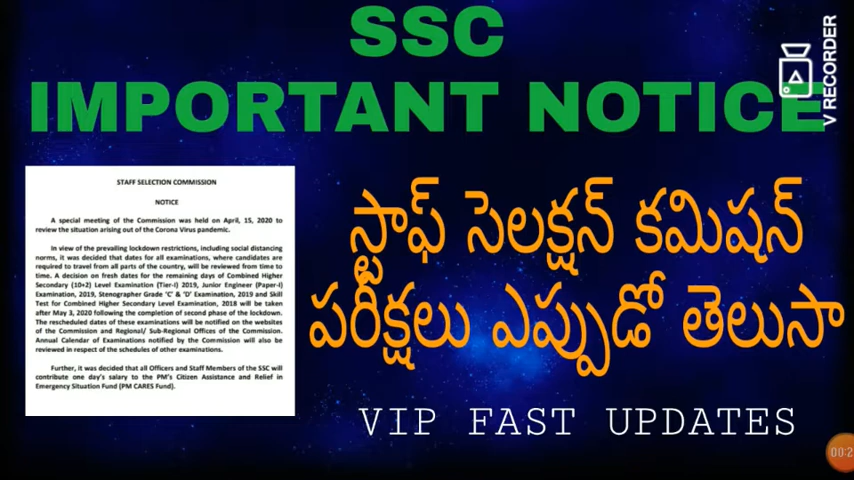 SSC
IMPORTANT NOTICE
V RECORDER
STAFF SELECTION COMMISSION
NOTICE
A special meeting of the Commission was held on April, 15, 2020 to
review the situation arising out of the Corona Virus pandemic.
In view of the prevailing lockdown restrictions, including social distancing
norms, it was decided that dates for all examinations, where candidates are
required to travel from all parts of the country, will be reviewed from time to
time. A decision on fresh dates for the remaining days of Combined Higher
Secondary (10+2) Level Examination (Tier-I) 2019, Junior Engineer (Paper-I)
Examination, 2019, Stenographer Grade 'C' & 'D' Examination, 2019 and Skill
Test for Combined Higher Secondary Level Examination, 2018 will be taken
after May 3, 2020 following the completion of second phase of the lockdown.
The rescheduled dates of these examinations will be notified on the websites
of the Commission and Regional/ Sub-Regional Offices of the Commission.
Annual Calendar of Examinations notified by the Commission will also be
reviewed in respect of the schedules of other examinations.
Further, it was decided that all Officers and Staff Members of the SSC will
contribute one day's salary to the PM's Citizen Assistance and Relief in
Emergency Situation Fund (PM CARES Fund).
స్టాఫ్ సెలక్షన్ కమిషన్
పరీక్షలు ఎప్పుడో తెలుసా
VIP FAST UPDATES